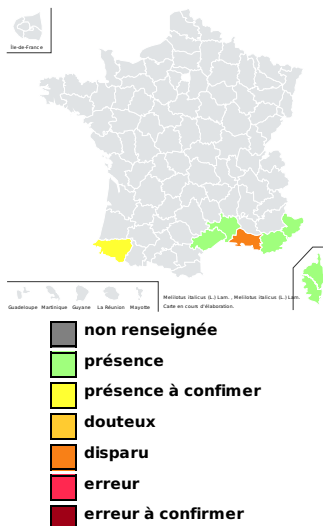 Île-de-France
Guadeloupe Martinique Guyane La Réunion Mayotte
Melilotus italicus (L.) Lam. , Melilotus italicus (L.) Lam.
Carte en cours d'élaboration.
non renseignée
présence
présence à confimer
douteux
disparu
erreur
erreur à confirmer